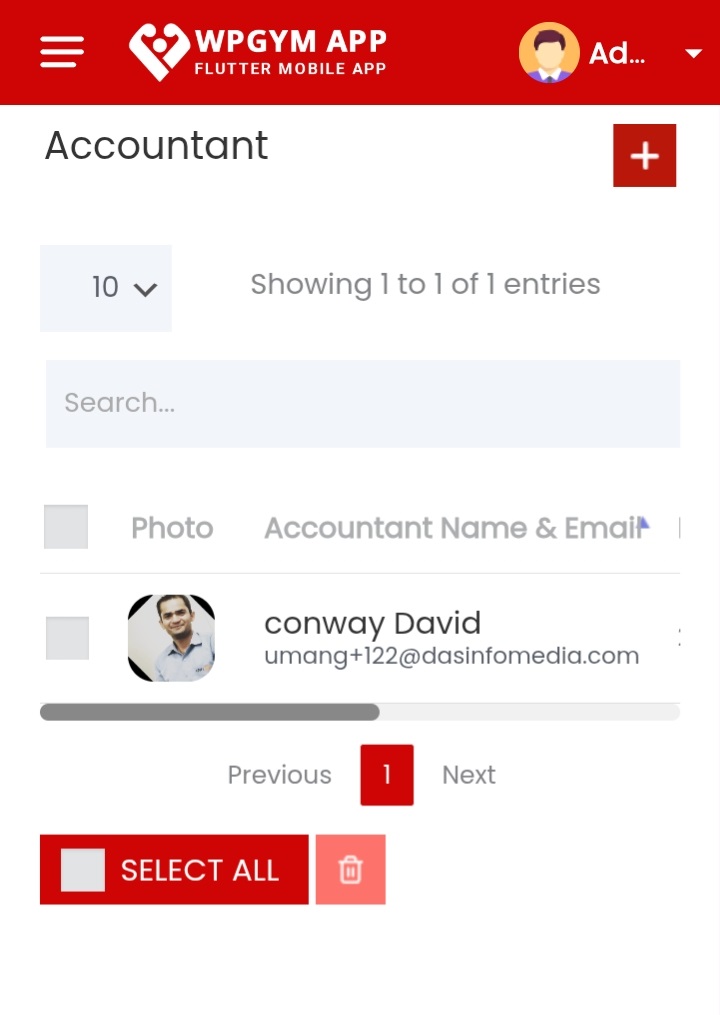 WPGYM APP
FLUTTER MOBILE APP
Ad...
Accountant
10
Showing 1 to 1 of 1 entries
Search...
Photo Accountant Name & Email
conway David
umang+122@dasinfomedia.com
Previous 1 Next
SELECT ALL